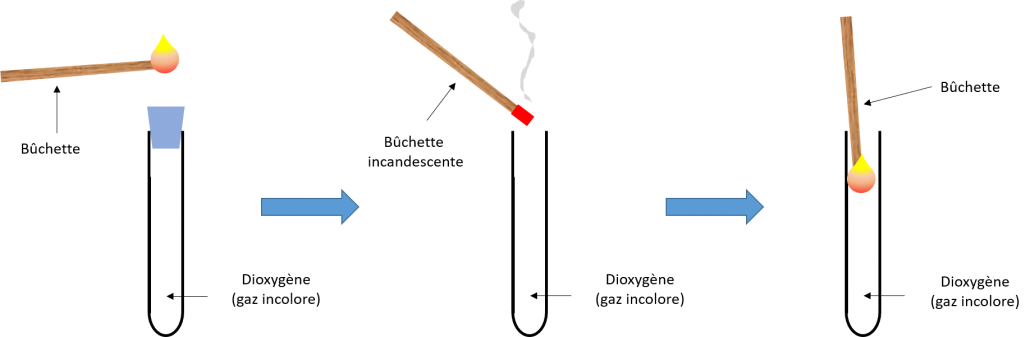 Bûchette
Dioxygène
(gaz incolore)
Bûchette
incandescente
Dioxygène
(gaz incolore)
Bûchette
Dioxygène
(gaz incolore)